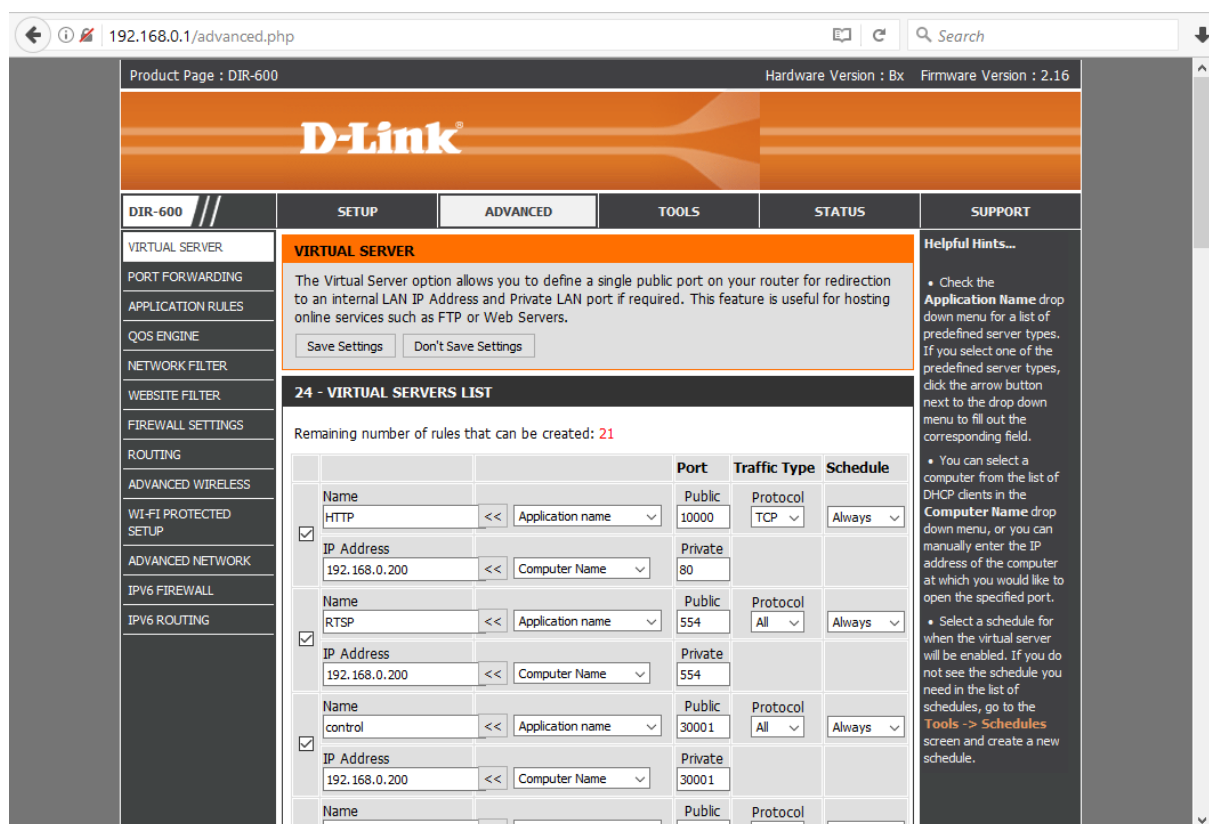 192.168.0.1/advanced.php
Search
Product Page : DIR-600
Hardware Version : Bx
Firmware Version : 2.16
D-Link®
DIR-600
SETUP
ADVANCED
TOOLS
STATUS
SUPPORT
VIRTUAL SERVER
PORT FORWARDING
APPLICATION RULES
QOS ENGINE
NETWORK FILTER
WEBSITE FILTER
FIREWALL SETTINGS
ROUTING
ADVANCED WIRELESS
WI-FI PROTECTED
SETUP
ADVANCED NETWORK
IPV6 FIREWALL
IPV6 ROUTING
VIRTUAL SERVER
The Virtual Server option allows you to define a single public port on your router for redirection
to an internal LAN IP Address and Private LAN port if required. This feature is useful for hosting
online services such as FTP or Web Servers.
Save Settings
Don't Save Settings
24 - VIRTUAL SERVERS LIST
Remaining number of rules that can be created: 21
Port
Traffic Type
Schedule
Name
Public
Protocol
HTTP
<<
Application name
10000
TCP
Always
IP Address
Private
192.168.0.200
<<
Computer Name
80
Name
Public
Protocol
RTSP
<<
Application name
554
All
Always
IP Address
Private
192.168.0.200
<<
Computer Name
554
Name
Public
Protocol
control
<<
Application name
30001
All
Always
IP Address
Private
192.168.0.200
<<
Computer Name
30001
Name
Public
Protocol
Helpful Hints...
• Check the
Application Name drop
down menu for a list of
predefined server types.
If you select one of the
predefined server types,
click the arrow button
next to the drop down
menu to fill out the
corresponding field.
• You can select a
computer from the list of
DHCP clients in the
Computer Name drop
down menu, or you can
manually enter the IP
address of the computer
at which you would like to
open the specified port.
• Select a schedule for
when the virtual server
will be enabled. If you do
not see the schedule you
need in the list of
schedules, go to the
Tools -> Schedules
screen and create a new
schedule.